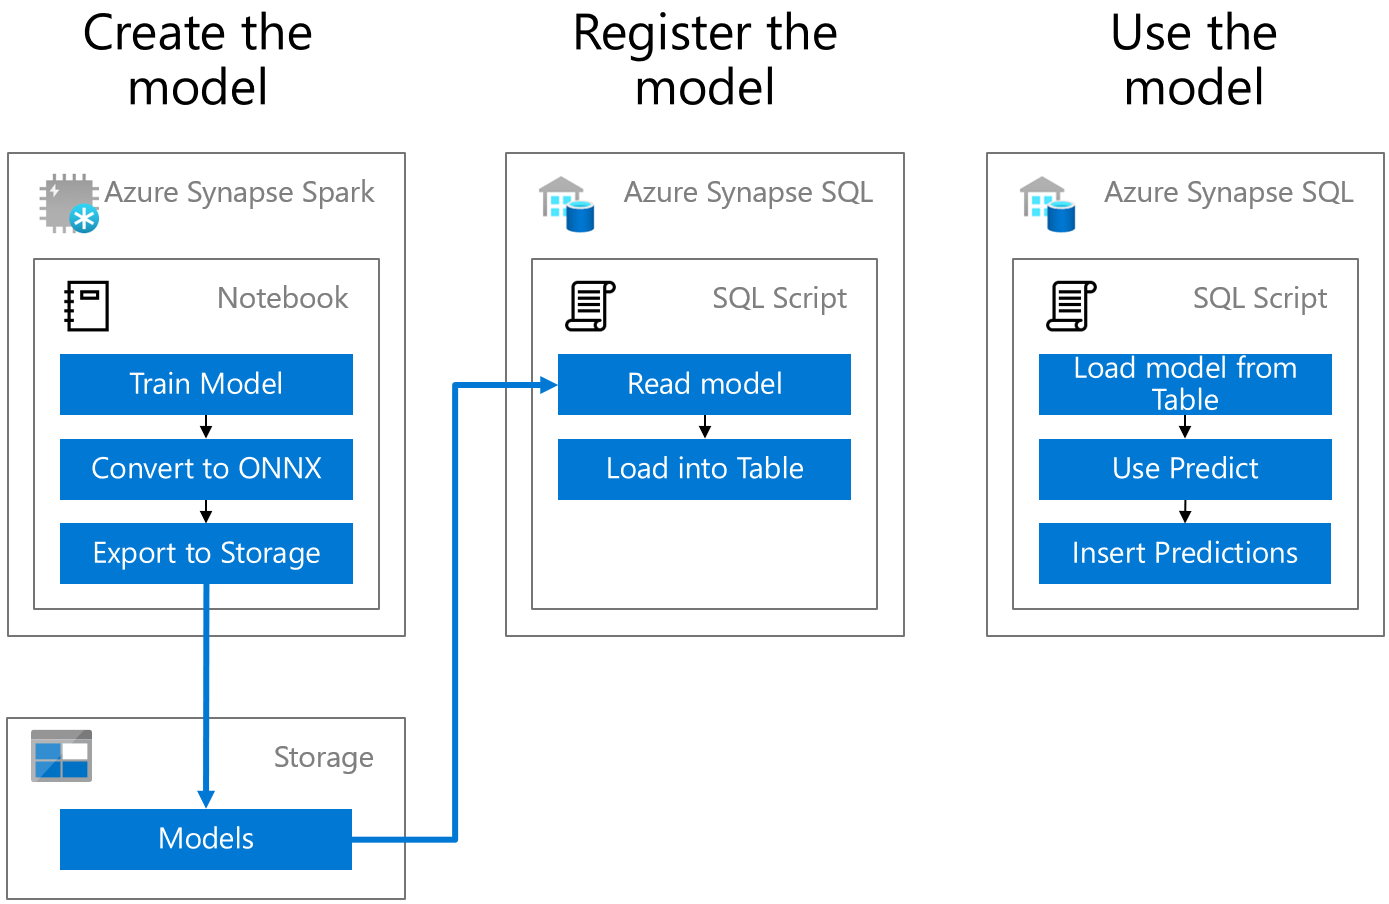 Create the
model
Register the
model
Use the
model
Azure Synapse Spark
Notebook
Train Model
Convert to ONNX
Export to Storage
Storage
Models
Azure Synapse SQL
SQL Script
Read model
Load into Table
Azure Synapse SQL
SQL Script
Load model from
Table
Use Predict
Insert Predictions